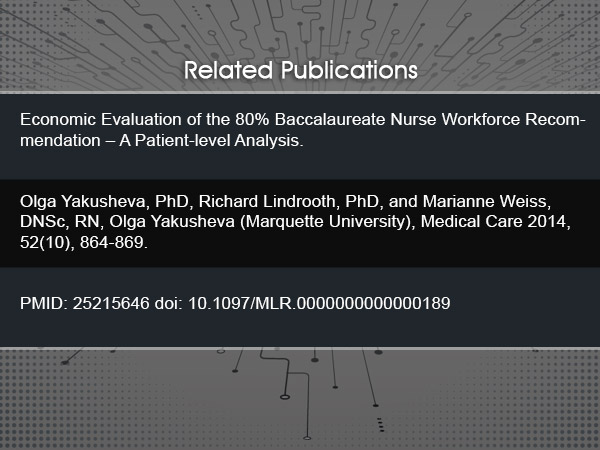 Related Publications
Economic Evaluation of the 80% Baccalaureate Nurse Workforce Recom-
mendation – A Patient-level Analysis.
Olga Yakusheva, PhD, Richard Lindrooth, PhD, and Marianne Weiss,
DNSc, RN, Olga Yakusheva (Marquette University), Medical Care 2014,
52(10), 864-869.
PMID: 25215646 doi: 10.1097/MLR.0000000000000189